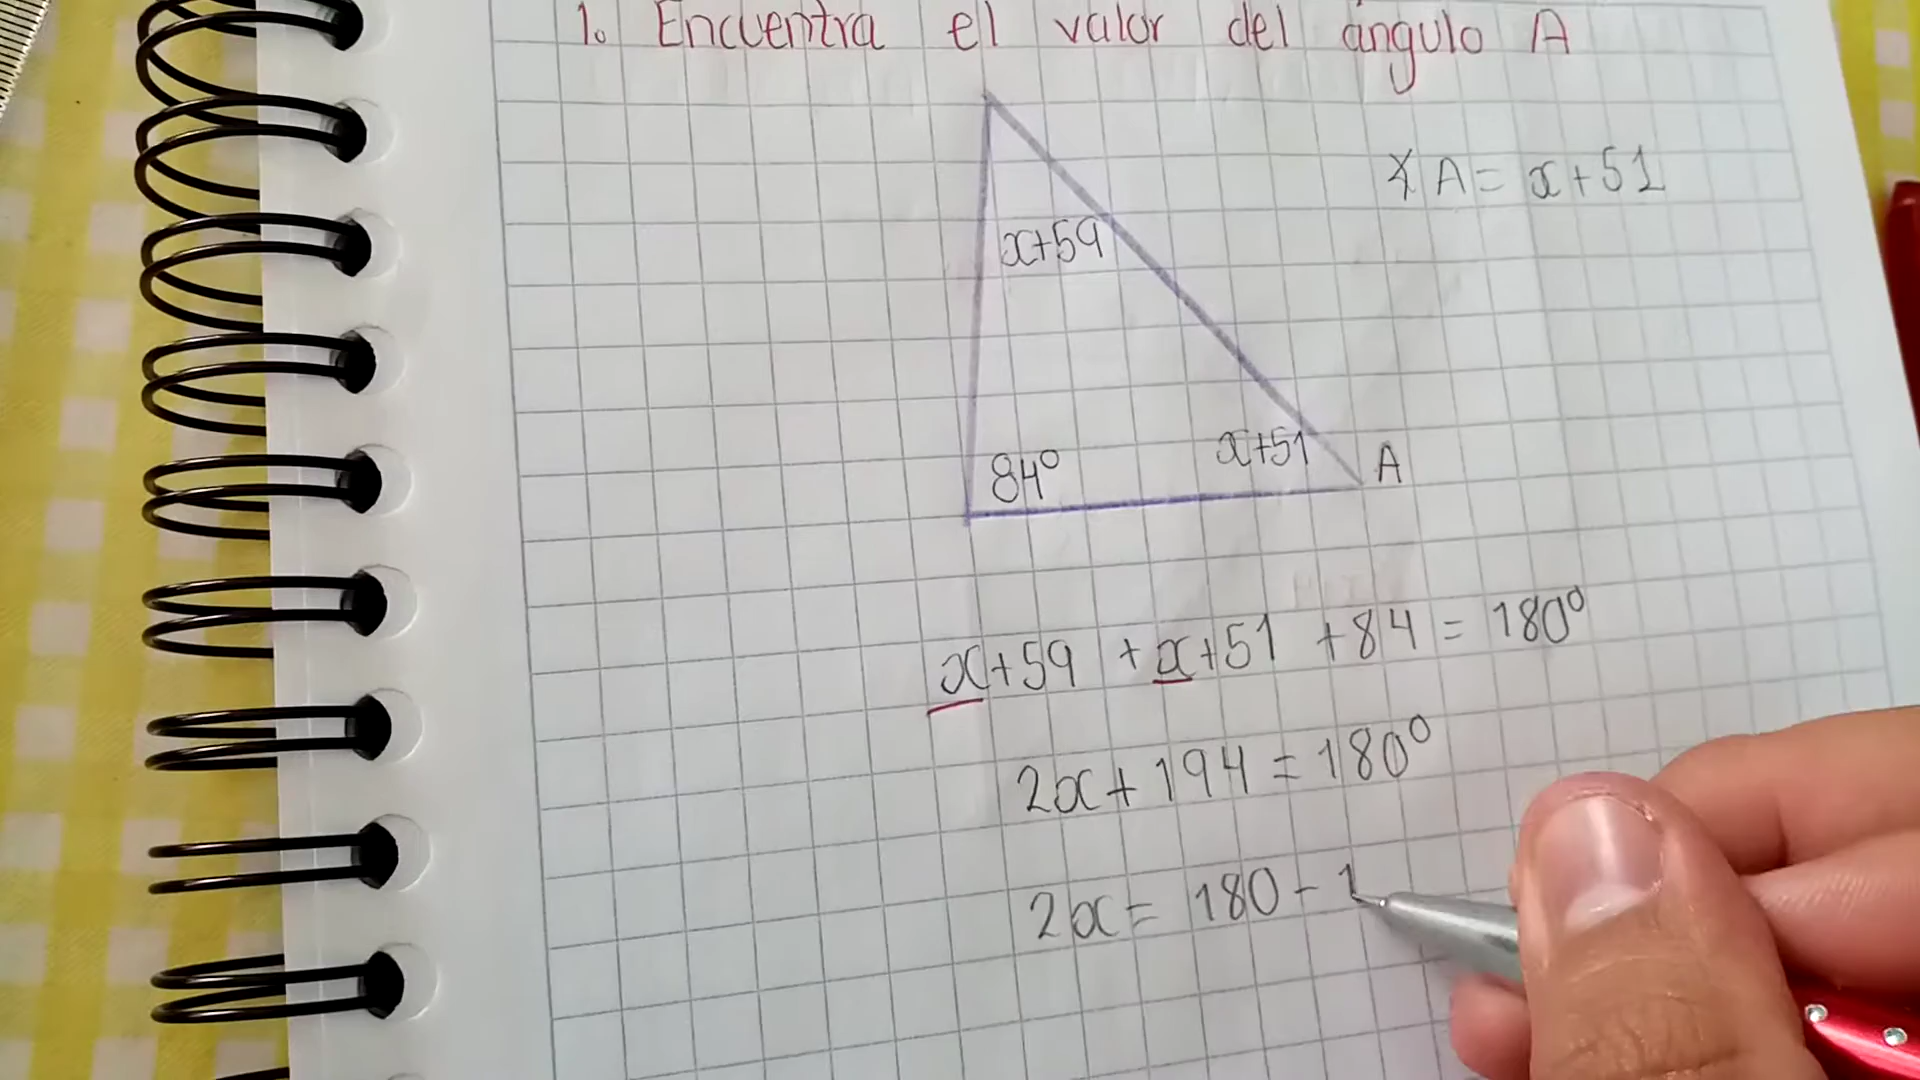 1. Encuentra el valor del ángulo A
∡ A = x+51
x+59
84° x+51 A
x+59 + x+51 + 84 = 180°
2x + 194 = 180°
2x = 180 - 1